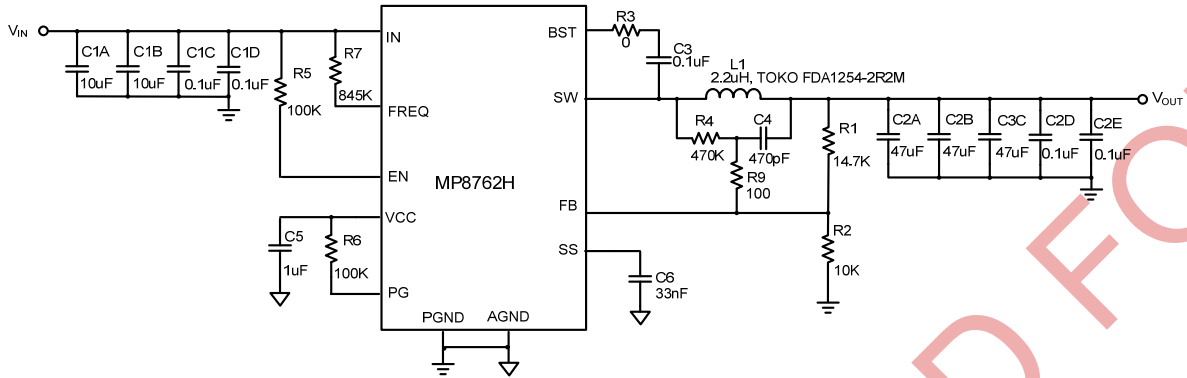 VIN
C1A
10uF
C1B
10uF
C1C
0.1uF
C1D
0.1uF
R5
100K
R7
845K
IN
FREQ
EN
VCC
PG
PGND
AGND
MP8762H
BST
SW
FB
SS
C5
1uF
R6
100K
R3
0
C3
0.1uF
L1
2.2uH, TOKO FDA1254-2R2M
R4
470K
C4
470pF
R9
100
R1
14.7K
R2
10K
C6
33nF
C2A
47uF
C2B
47uF
C3C
47uF
C2D
0.1uF
C2E
0.1uF
VOUT
D FO